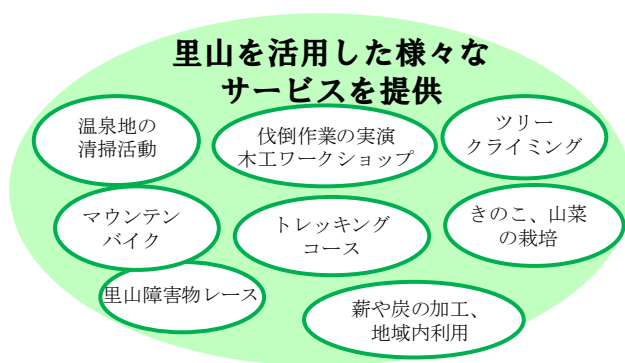 里山を活用した様々な
サービスを提供
温泉地の
清掃活動
伐倒作業の実演
木工ワークショップ
ツリー
クライミング
マウンテン
バイク
トレッキング
コース
きのこ、山菜
の栽培
里山障害物レース
薪や炭の加工、
地域内利用